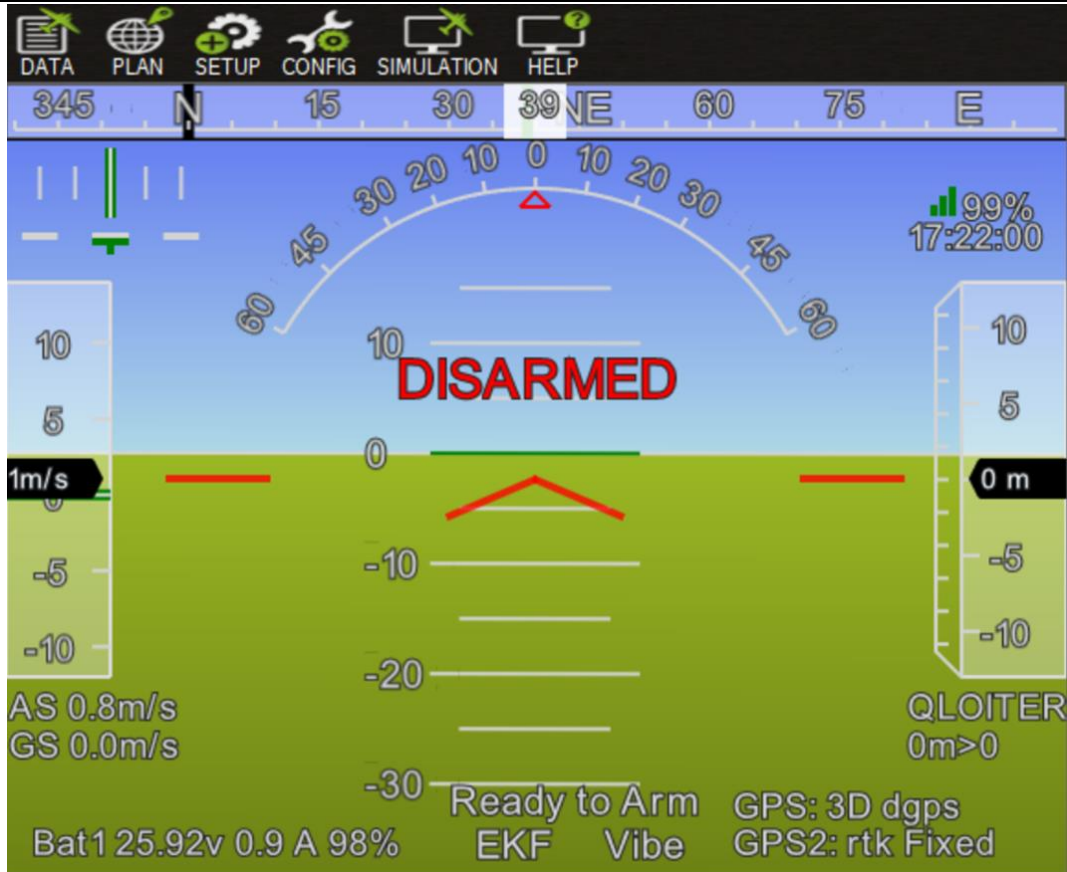 DATA PLAN SETUP CONFIG SIMULATION HELP
345 N 15 30 39 NE 60 75 E
60 45 30 20 10 0 10 20 30 45 60
99%
17:22:00
10
5
1m/s
0
-5
-10
10
DISARMED
0
-10
-20
-30
10
5
0 m
-5
-10
AS 0.8m/s
GS 0.0m/s
QLOITER
0m>0
Ready to Arm
Bat1 25.92v 0.9 A 98%
EKF Vibe
GPS: 3D dgps
GPS2: rtk Fixed